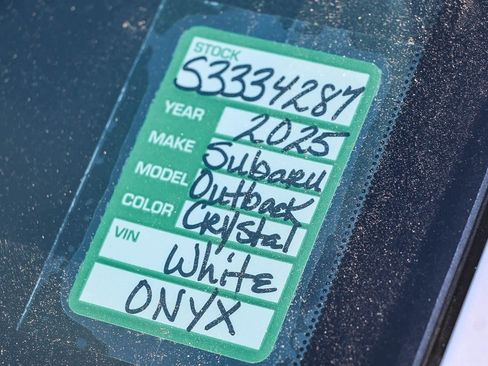 STOCK
S3334287
YEAR 2025
MAKE Subaru
MODEL Outback
COLOR Crystal
VIN White
ONYX